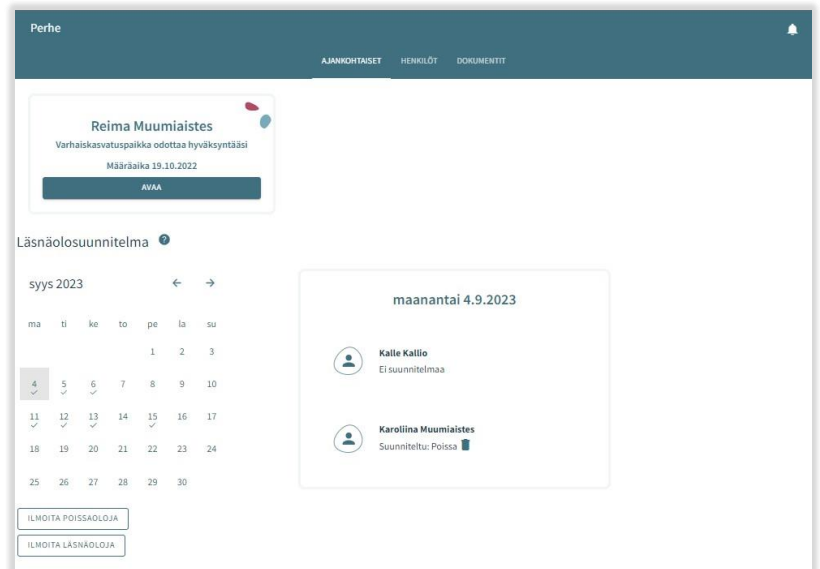 Perhe
AJANKOHTAISET HENKILÖT DOKUMENTIT
Reima Muumiaistes
Varhaiskasvatuspaikka odottaa hyväksyntääsi
Määräaika 19.10.2022
AVAA
Läsnäolosuunnitelma ?
syys 2023
ma ti ke to pe la su
1 2 3
4 5 6 7 8 9 10
11 12 13 14 15 16 17
18 19 20 21 22 23 24
25 26 27 28 29 30
ILMOITA POISSAOLOJA
ILMOITA LÄSNÄOLOJA
maanantai 4.9.2023
Kalle Kallio
Ei suunnitelmaa
Karoliina Muumiaistes
Suunniteltu: Poissa